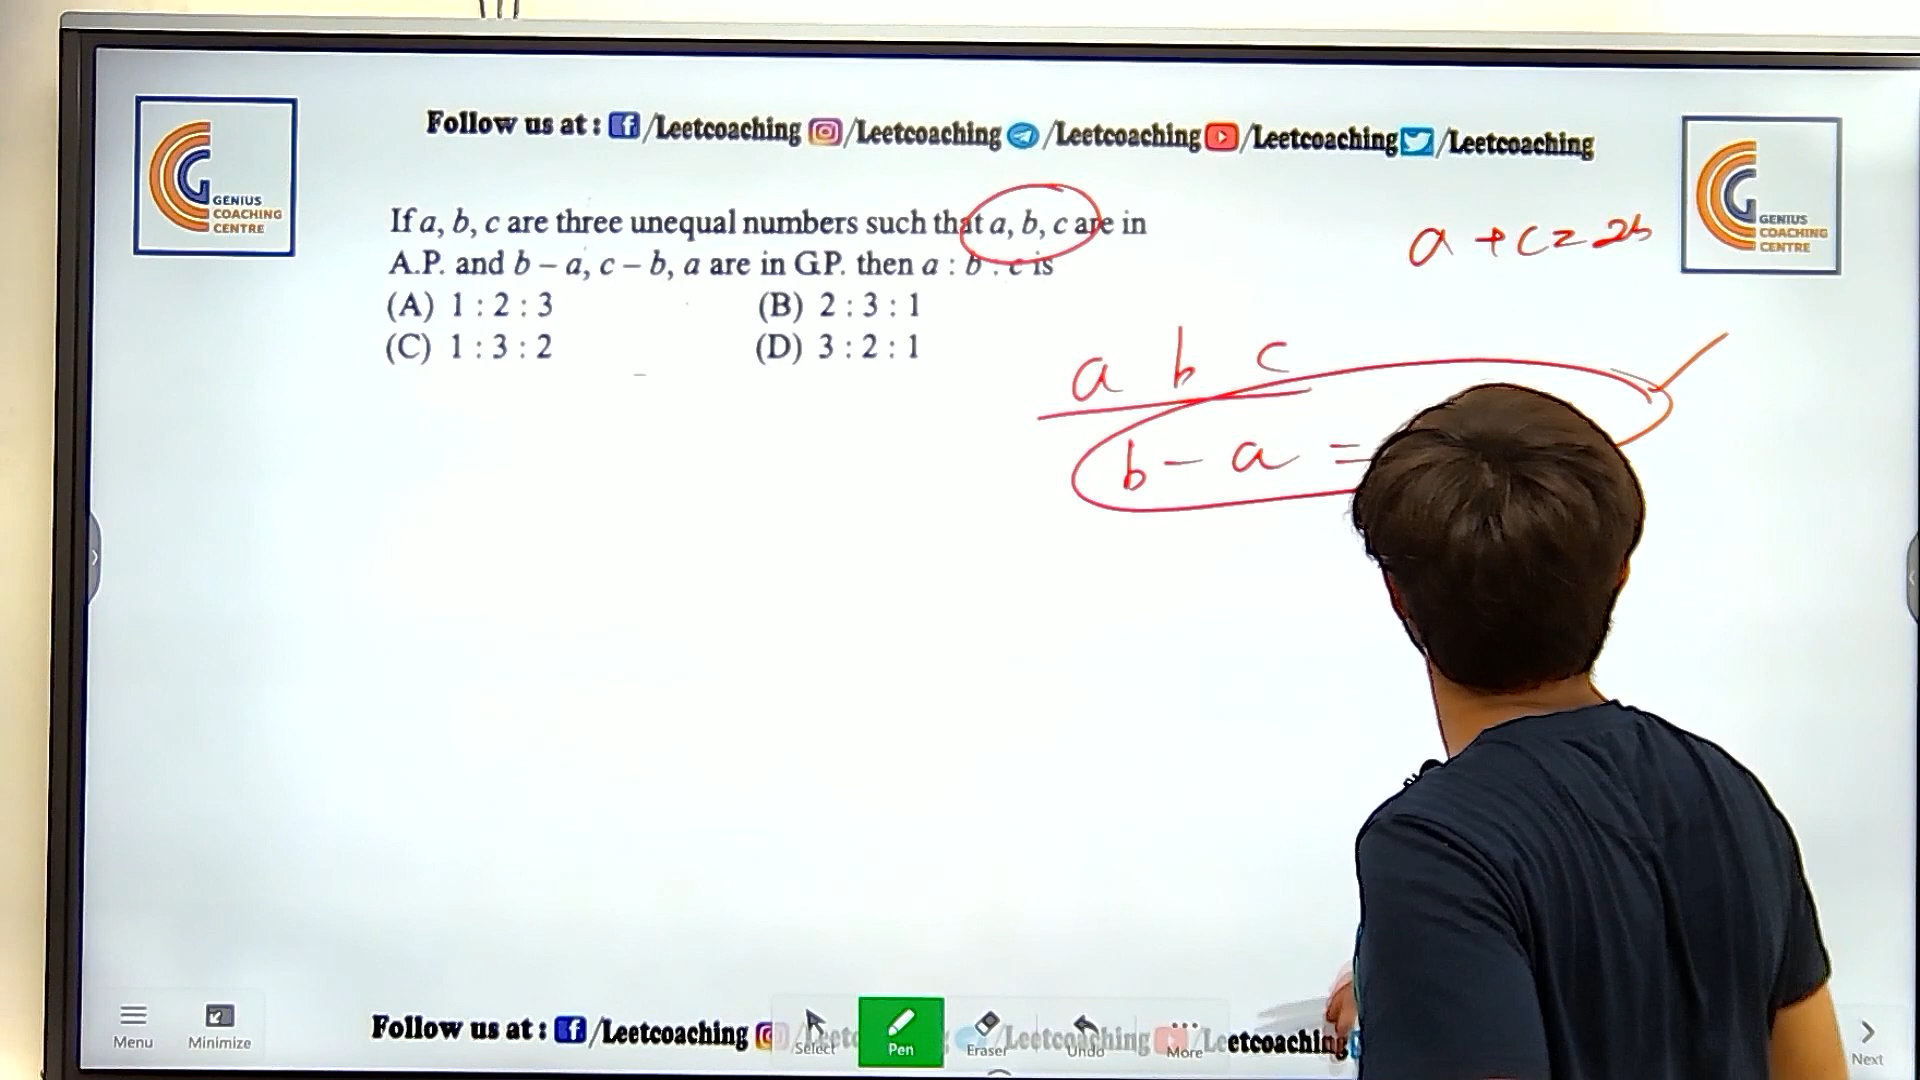 Follow us at : /Leetcoaching /Leetcoaching /Leetcoaching /Leetcoaching /Leetcoaching
GENIUS
COACHING
CENTRE
GENIUS
COACHING
CENTRE
If a, b, c are three unequal numbers such that a, b, c are in
A.P. and b – a, c – b, a are in G.P. then a : b : c is
(A) 1 : 2 : 3 (B) 2 : 3 : 1
(C) 1 : 3 : 2 (D) 3 : 2 : 1
a + c = 2b
a b c
b - a =
Follow us at : /Leetcoaching /Leetcoaching /Leetcoaching
Menu Minimize Select Pen Eraser Undo More Next